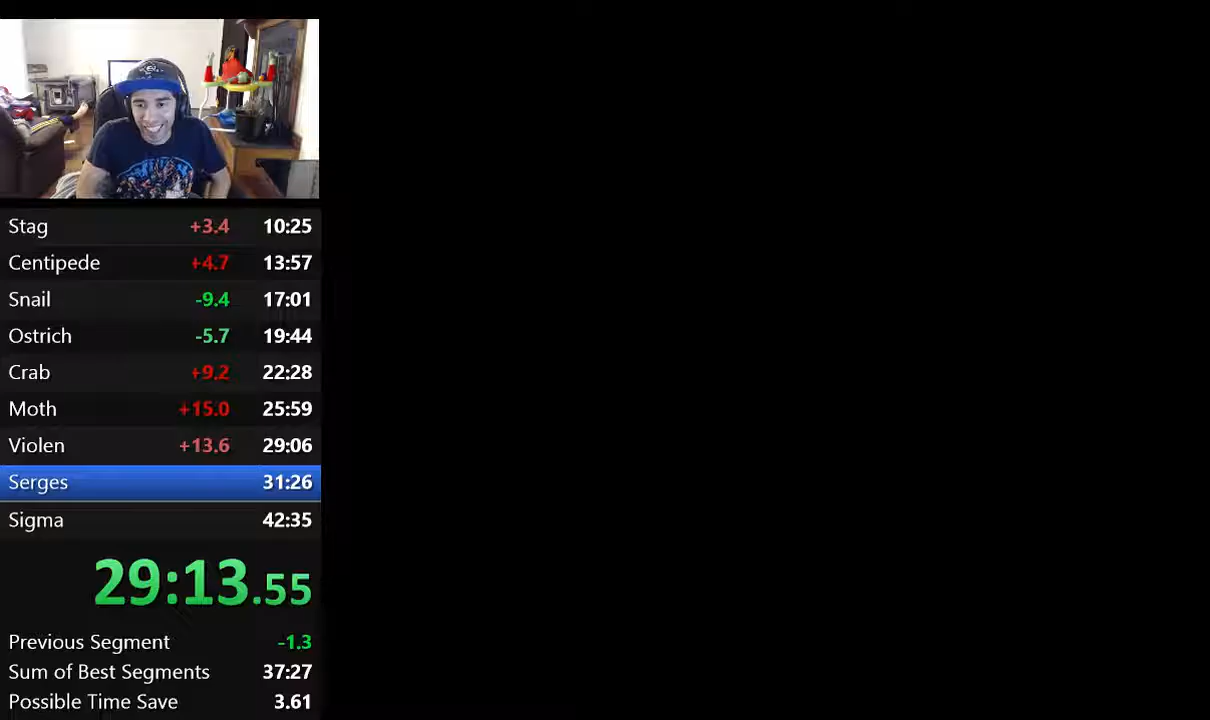 Stag +3.4 10:25
Centipede +4.7 13:57
Snail -9.4 17:01
Ostrich -5.7 19:44
Crab +9.2 22:28
Moth +15.0 25:59
Violen +13.6 29:06
Serges 31:26
Sigma 42:35
29:13.55
Previous Segment -1.3
Sum of Best Segments 37:27
Possible Time Save 3.61